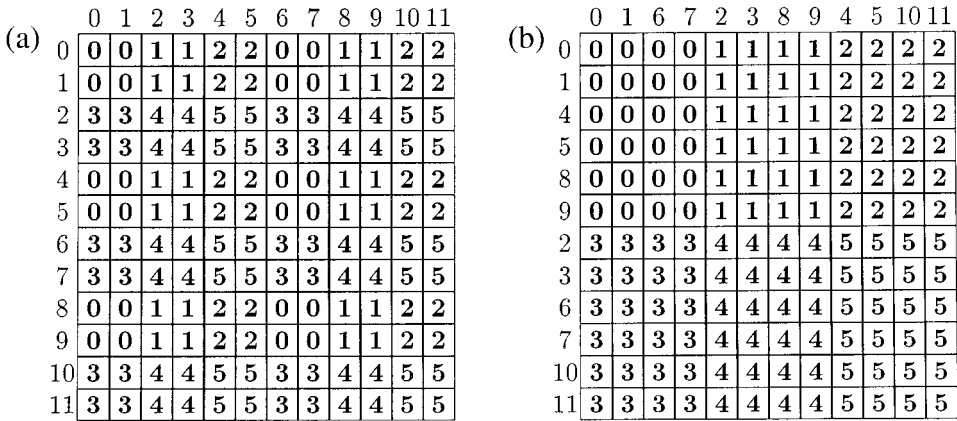 (a)
0 1 2 3 4 5 6 7 8 9 10 11
0 0 0 1 1 2 2 0 0 1 1 2 2
1 0 0 1 1 2 2 0 0 1 1 2 2
2 3 3 4 4 5 5 3 3 4 4 5 5
3 3 3 4 4 5 5 3 3 4 4 5 5
4 0 0 1 1 2 2 0 0 1 1 2 2
5 0 0 1 1 2 2 0 0 1 1 2 2
6 3 3 4 4 5 5 3 3 4 4 5 5
7 3 3 4 4 5 5 3 3 4 4 5 5
8 0 0 1 1 2 2 0 0 1 1 2 2
9 0 0 1 1 2 2 0 0 1 1 2 2
10 3 3 4 4 5 5 3 3 4 4 5 5
11 3 3 4 4 5 5 3 3 4 4 5 5
(b)
0 1 6 7 2 3 8 9 4 5 10 11
0 0 0 0 0 1 1 1 1 2 2 2 2
1 0 0 0 0 1 1 1 1 2 2 2 2
4 0 0 0 0 1 1 1 1 2 2 2 2
5 0 0 0 0 1 1 1 1 2 2 2 2
8 0 0 0 0 1 1 1 1 2 2 2 2
9 0 0 0 0 1 1 1 1 2 2 2 2
2 3 3 3 3 4 4 4 4 5 5 5 5
3 3 3 3 3 4 4 4 4 5 5 5 5
6 3 3 3 3 4 4 4 4 5 5 5 5
7 3 3 3 3 4 4 4 4 5 5 5 5
10 3 3 3 3 4 4 4 4 5 5 5 5
11 3 3 3 3 4 4 4 4 5 5 5 5